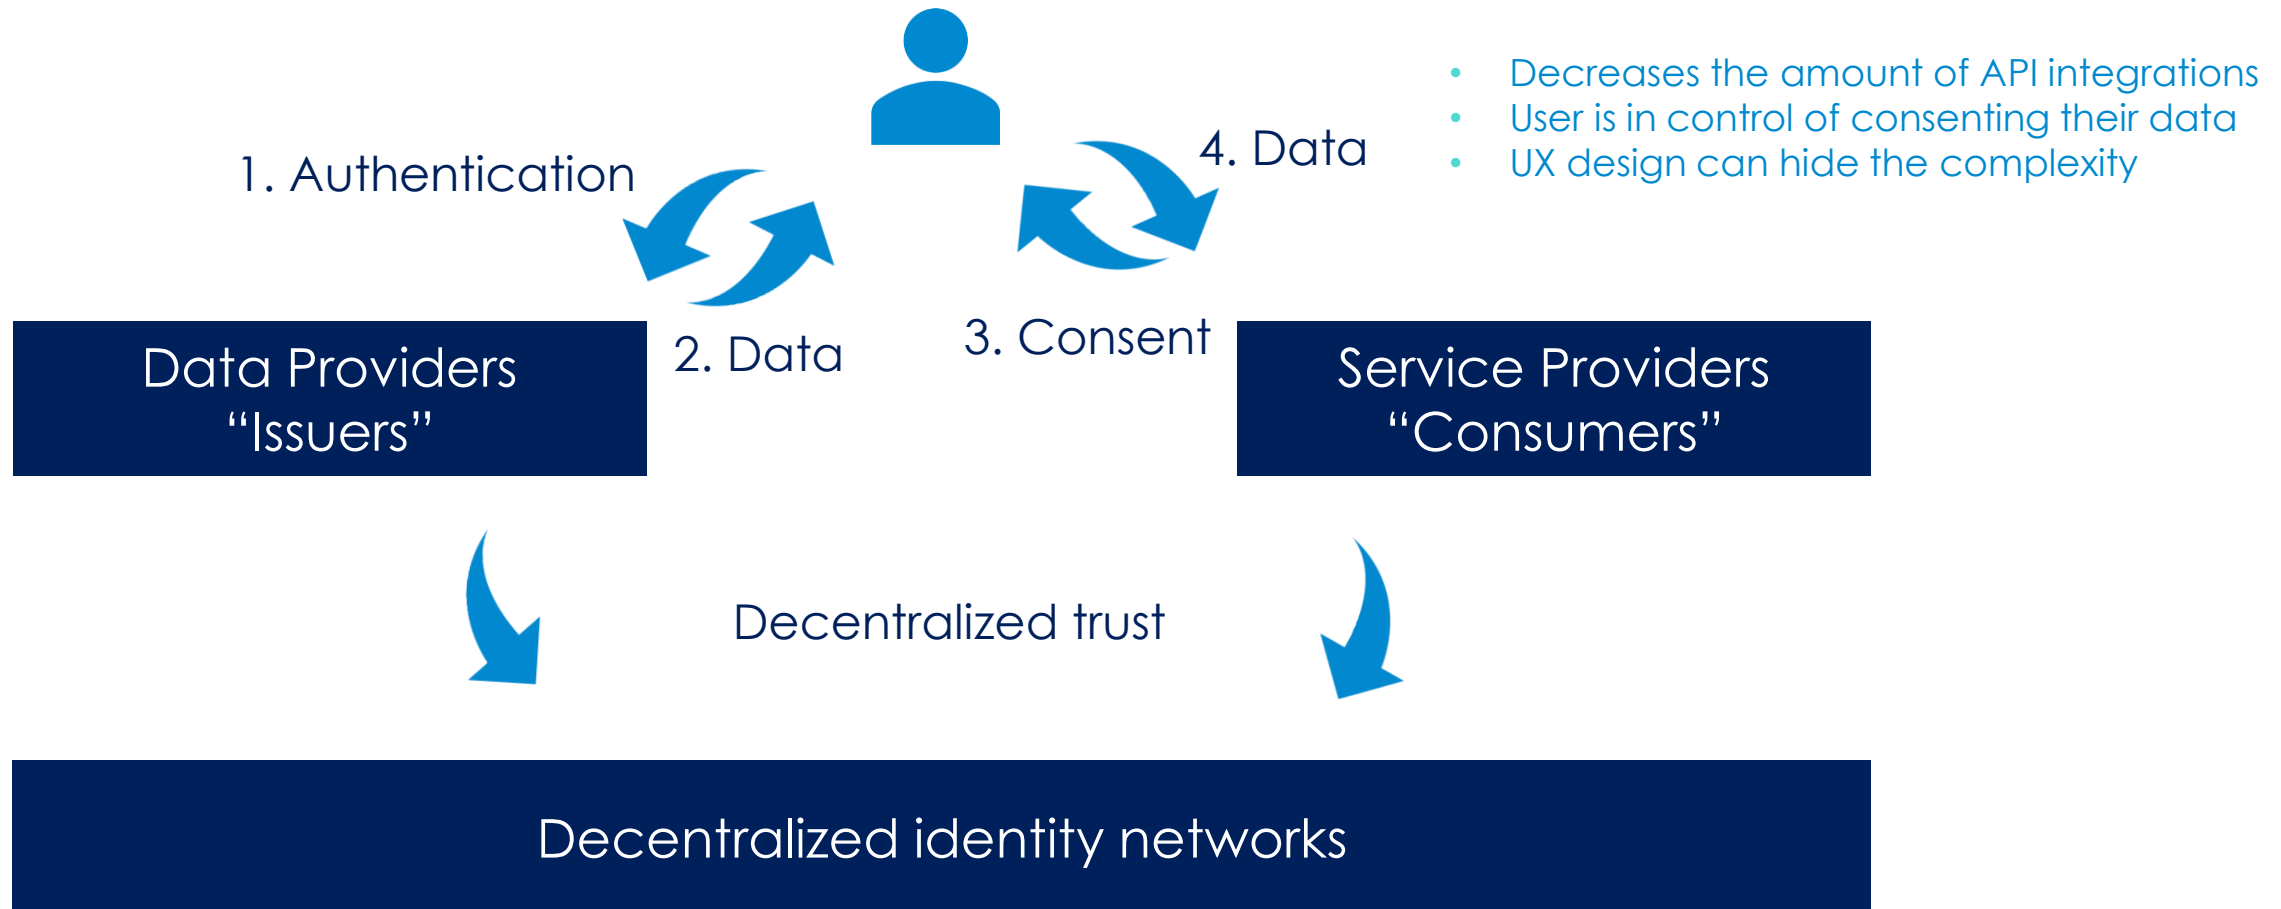 • Decreases the amount of API integrations
• User is in control of consenting their data
• UX design can hide the complexity
4. Data
1. Authentication
3. Consent
2. Data
Data Providers
“Issuers”
Service Providers
“Consumers”
Decentralized trust
Decentralized identity networks